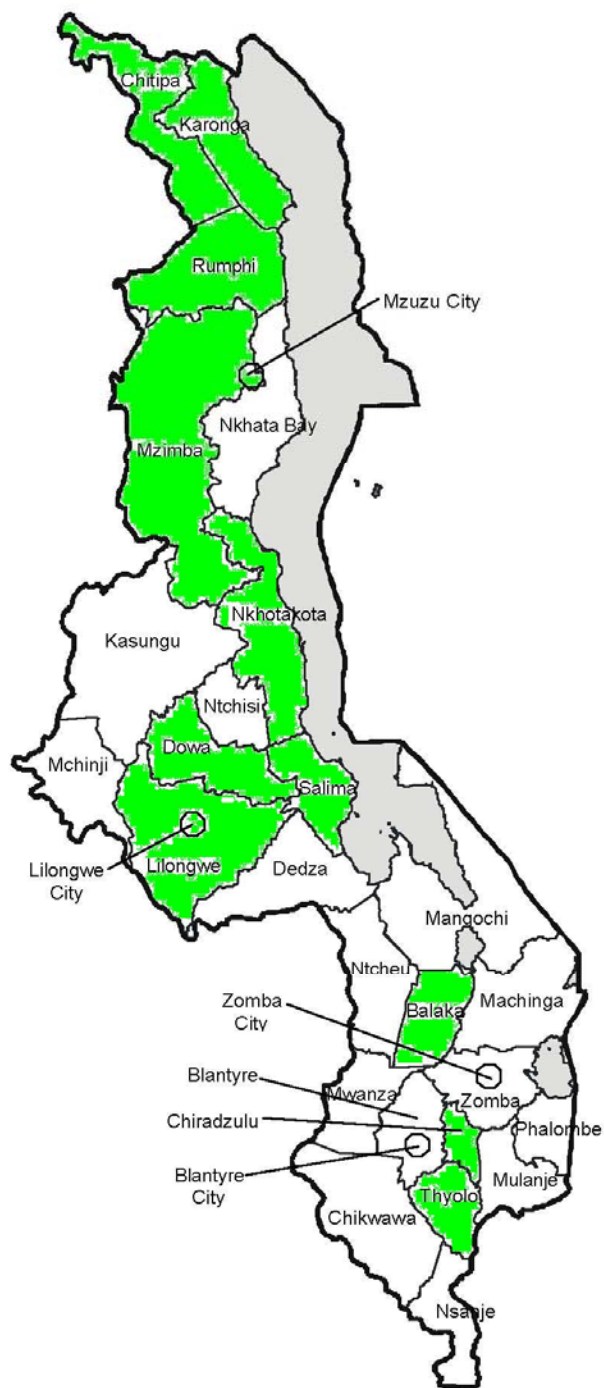 Chitipa
Karonga
Rumphi
Mzuzu City
Nkhata Bay
Mzimba
Nkhotakota
Kasungu
Ntchisi
Dowa
Mchinji
Salima
Lilongwe
Dedza
Lilongwe
City
Mangochi
Ntcheu
Zomba
City
Balaka
Machinga
Blantyre
Mwanza
Zomba
Chiradzulu
Phalombe
Blantyre
City
Thyolo
Mulanje
Chikwawa
Nsanje